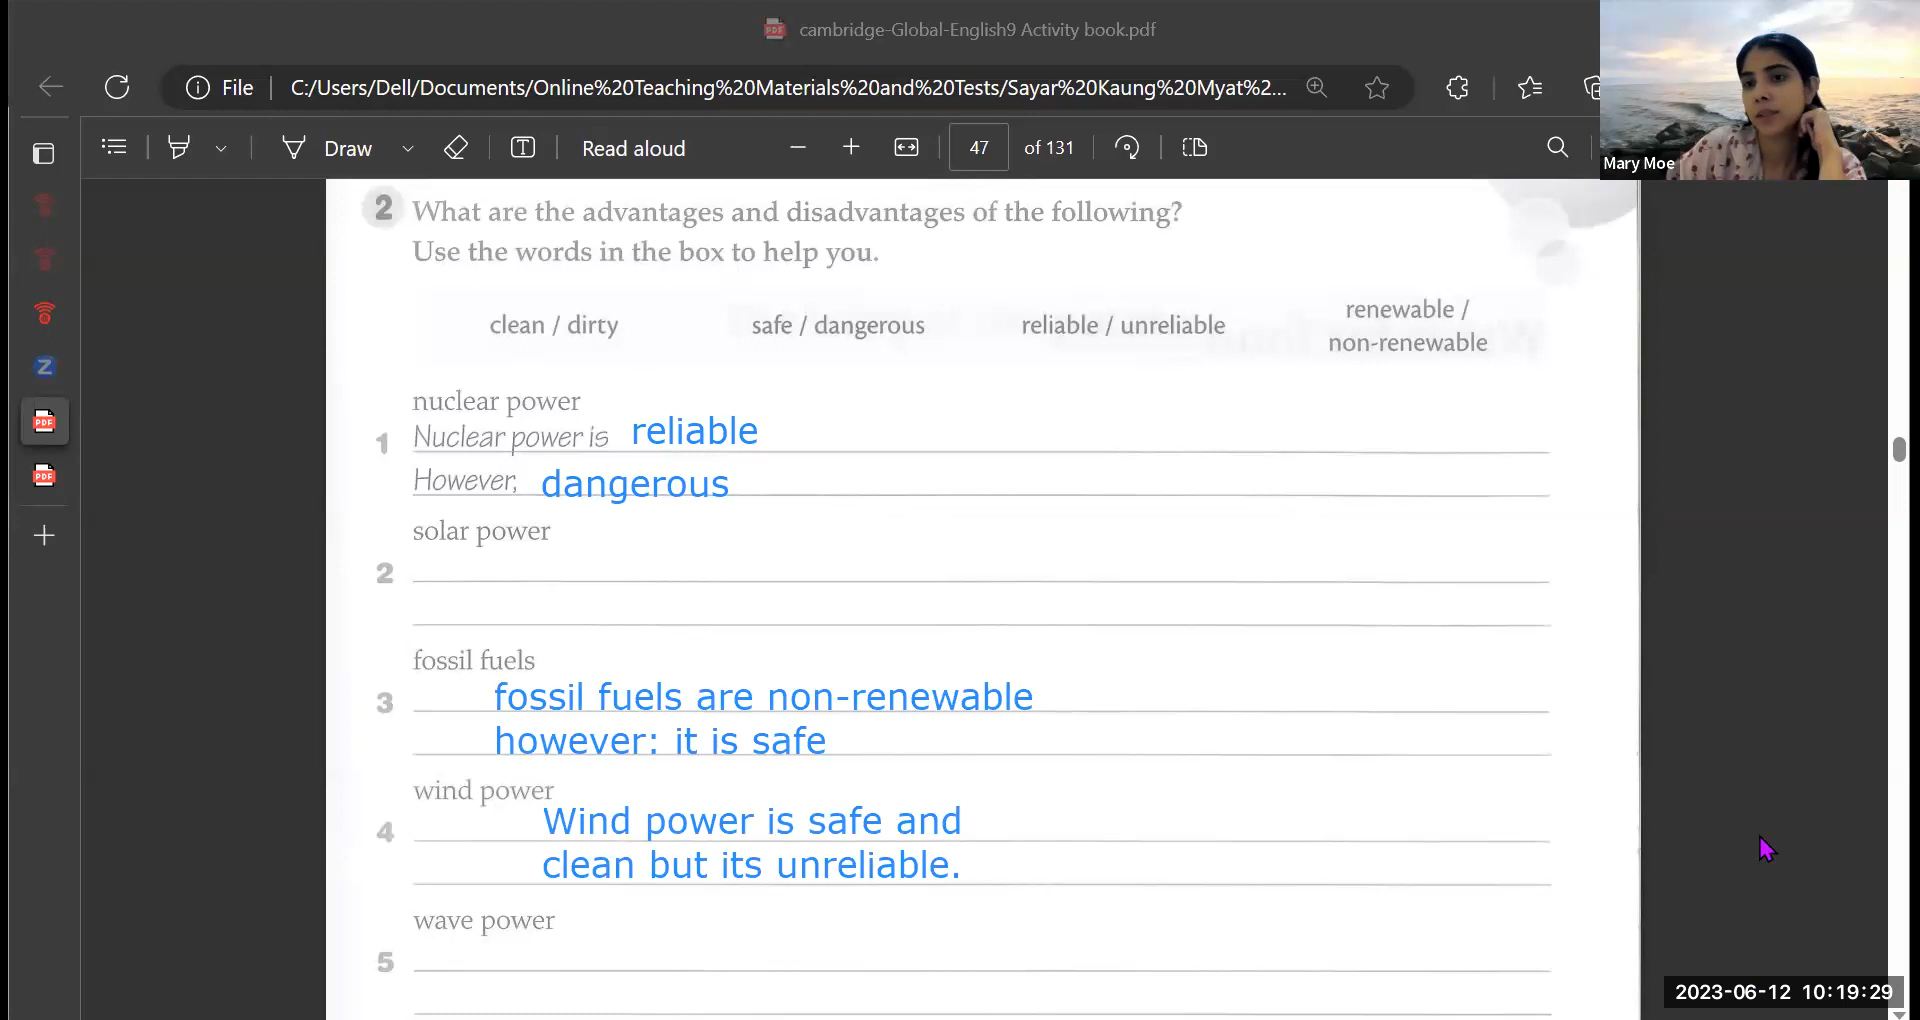 cambridge-Global-English9 Activity book.pdf
File
C:/Users/Dell/Documents/Online%20Teaching%20Materials%20and%20Tests/Sayar%20Kaung%20Myat%2...
Draw
Read aloud
47
of 131
Mary Moe
2 What are the advantages and disadvantages of the following?
Use the words in the box to help you.
clean / dirty safe / dangerous reliable / unreliable renewable /
non-renewable
nuclear power
1 Nuclear power is reliable
However, dangerous
solar power
2
fossil fuels
3 fossil fuels are non-renewable
however: it is safe
wind power
4 Wind power is safe and
clean but its unreliable.
wave power
5
2023-06-12 10:19:29